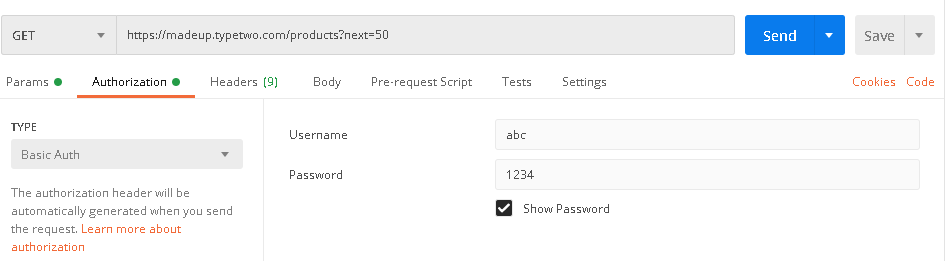 GET https://madeup.typetwo.com/products?next=50 Send Save
Params Authorization Headers (9) Body Pre-request Script Tests Settings Cookies Code
TYPE
Basic Auth
The authorization header will be
automatically generated when you send
the request. Learn more about
authorization
Username abc
Password 1234
Show Password